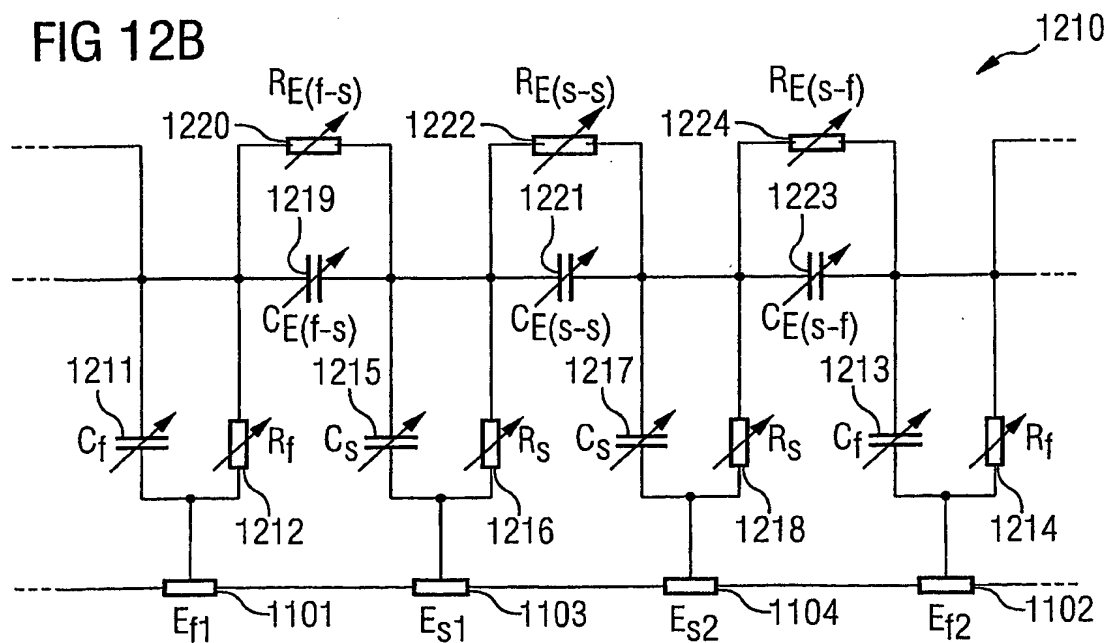 FIG 12B
1210
R_E(f-s)
R_E(s-s)
R_E(s-f)
1220
1222
1224
1219
1221
1223
C_E(f-s)
C_E(s-s)
C_E(s-f)
1211
1215
1217
1213
C_f
R_f
C_s
R_s
C_s
R_s
C_f
R_f
1212
1216
1218
1214
E_f1
1101
E_s1
1103
E_s2
1104
E_f2
1102